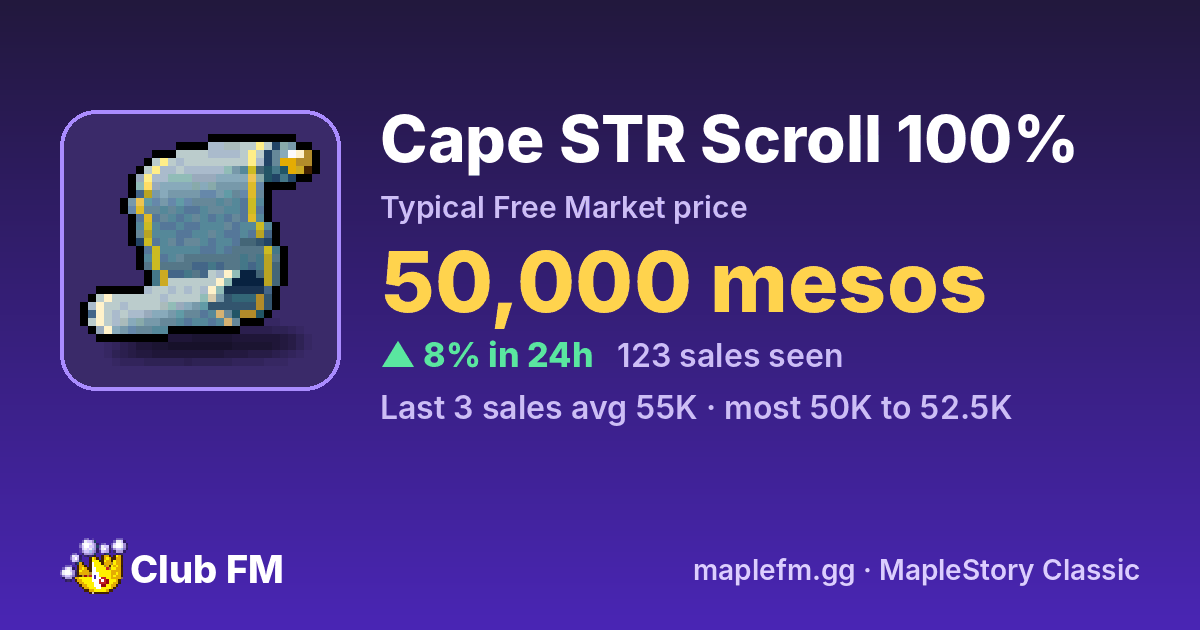 Cape STR Scroll 100%
Typical Free Market price
50,000 mesos
▲ 8% in 24h 123 sales seen
Last 3 sales avg 55K · most 50K to 52.5K
Club FM
maplefm.gg · MapleStory Classic